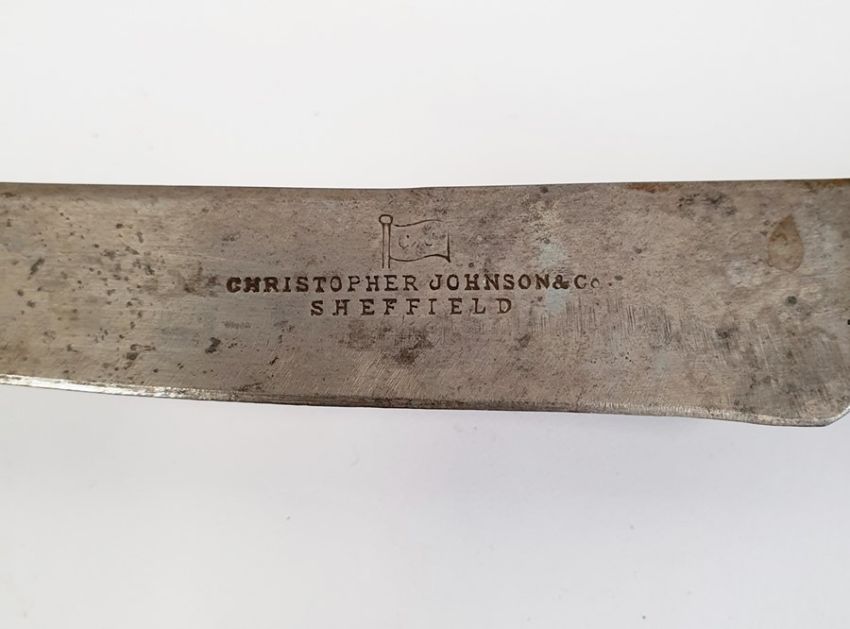 CHRISTOPHER JOHNSON & Co.
SHEFFIELD